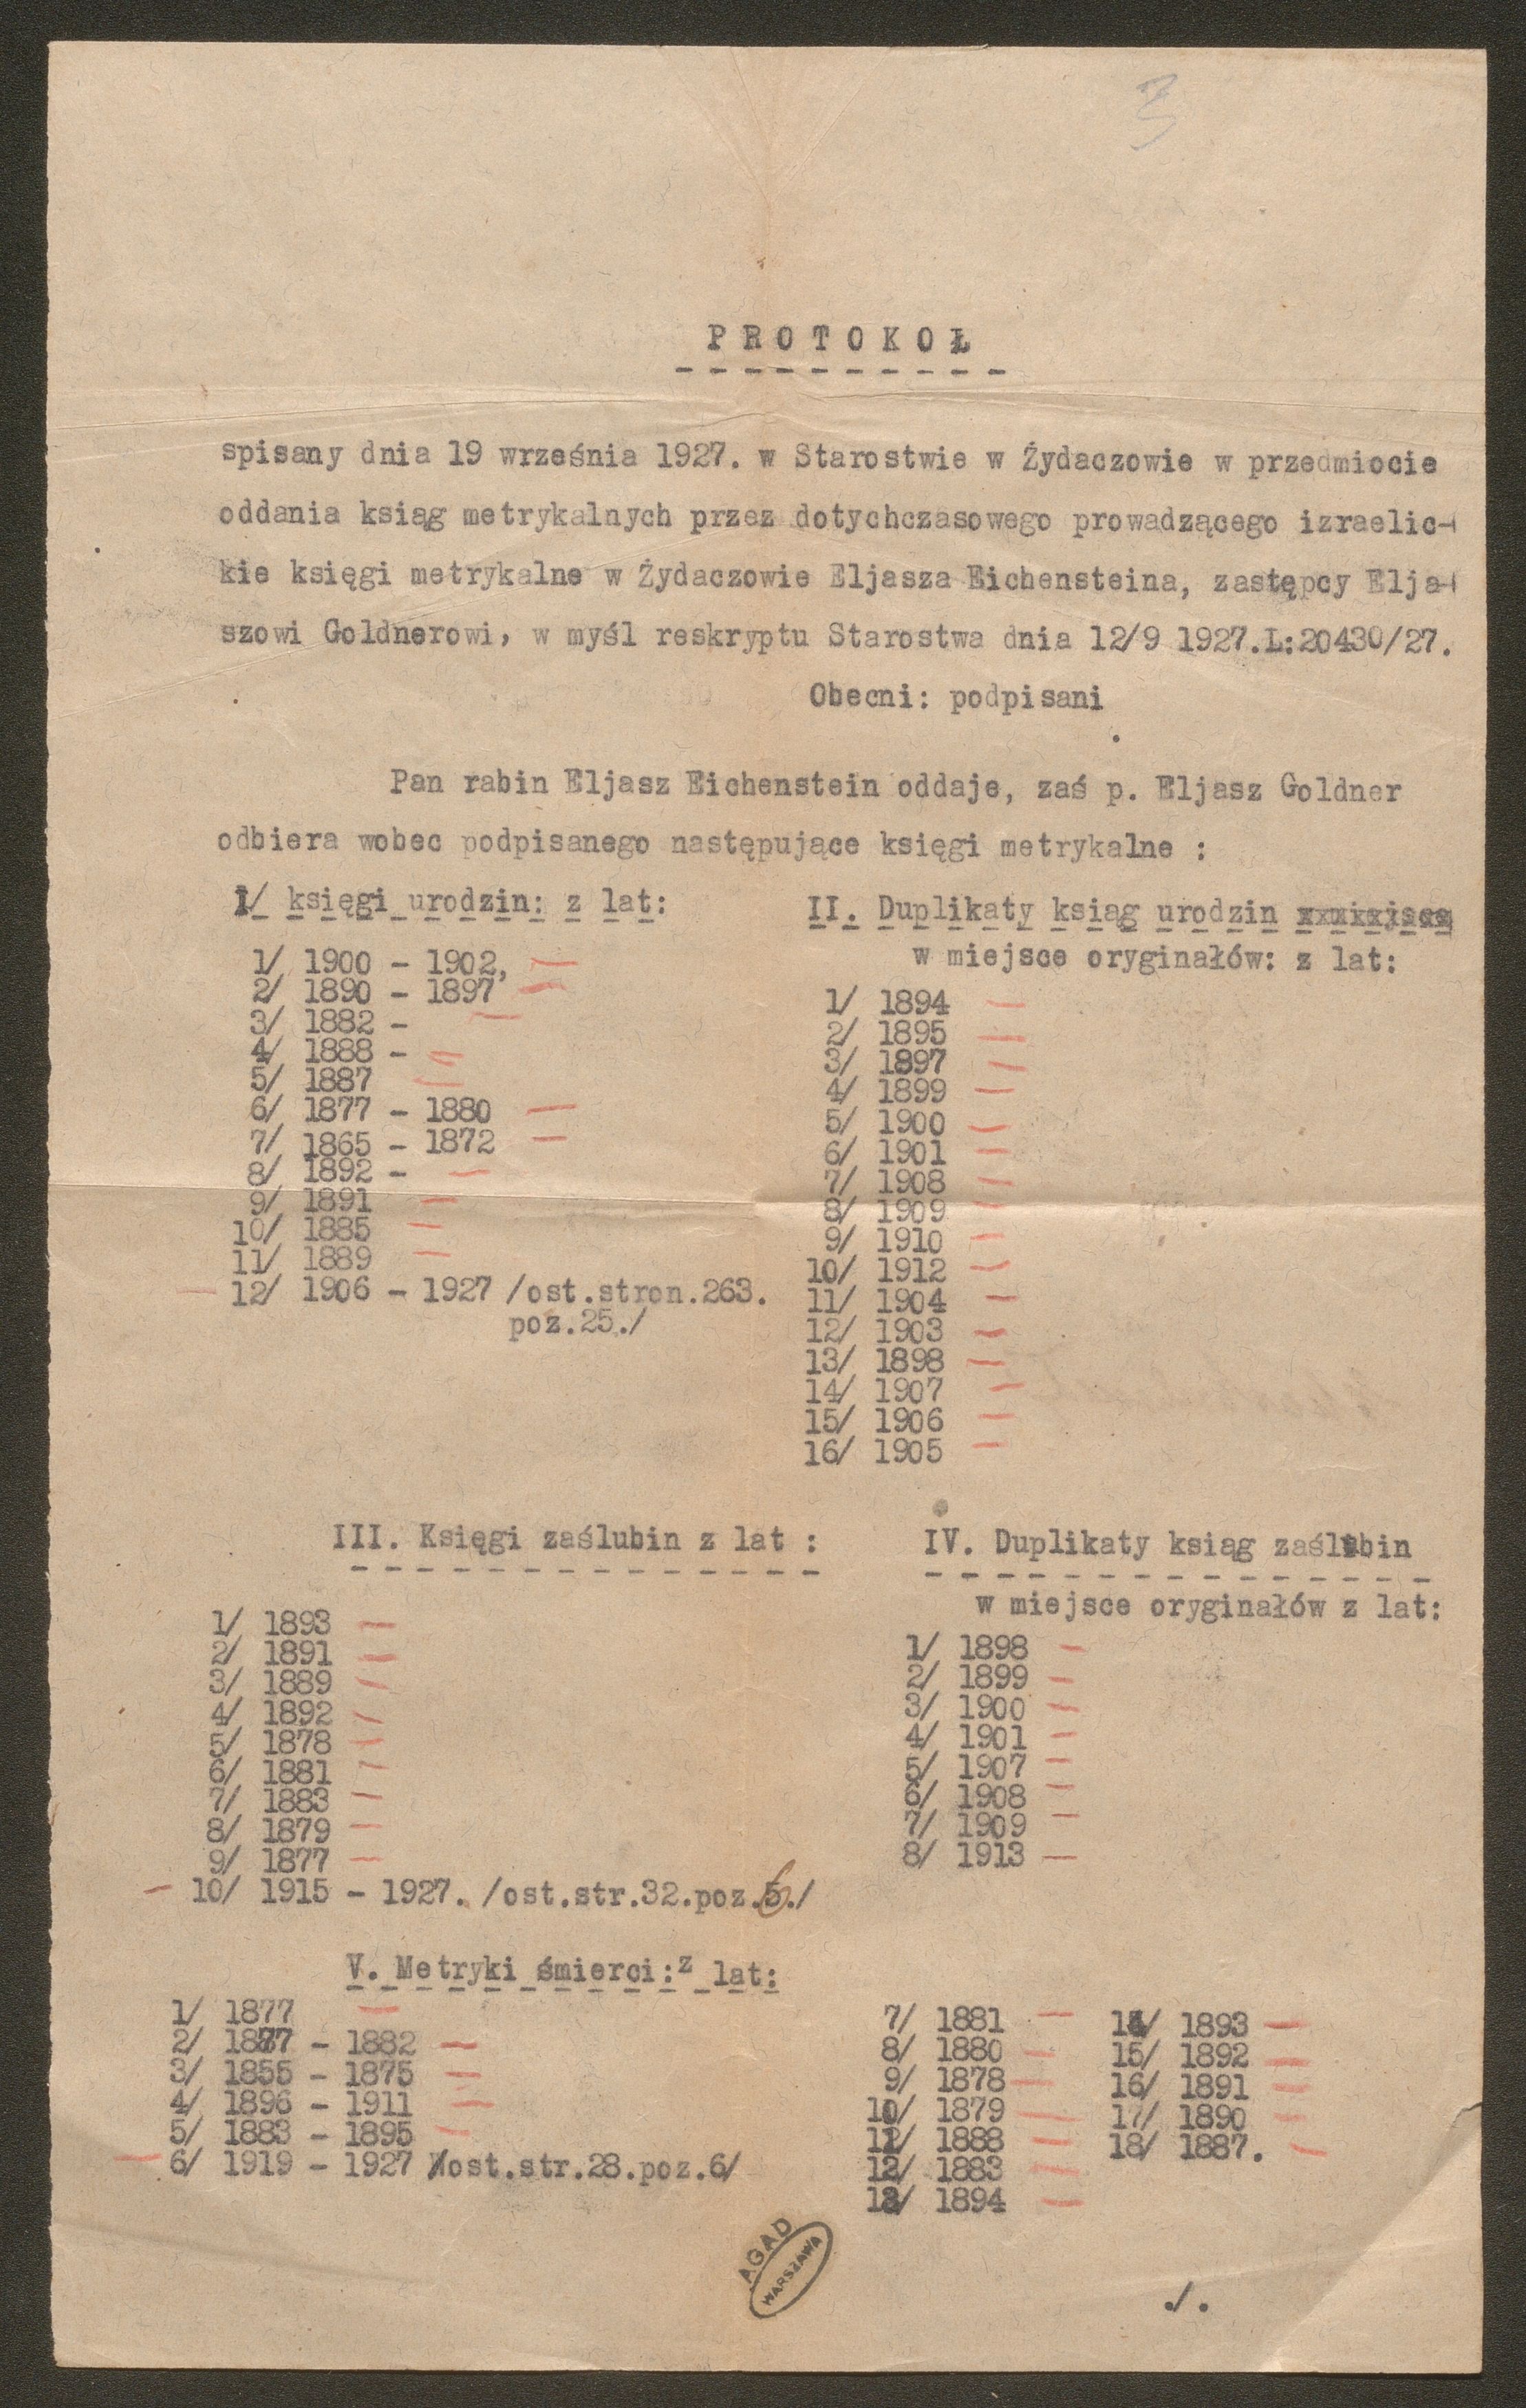 3
PROTOKOŁ
spisany dnia 19 września 1927. w Starostwie w Żydaczowie w przedmiocie
oddania ksiąg metrykalnych przez dotychczasowego prowadzącego izraelic-
kie księgi metrykalne w Żydaczowie Eljasza Eichensteina, zastępcy Elja-
szowi Goldnerowi, w myśl reskryptu Starostwa dnia 12/9 1927.L:20430/27.
Obecni: podpisani
Pan rabin Eljasz Eichenstein oddaje, zaś p. Eljasz Goldner
odbiera wobec podpisanego następujące księgi metrykalne :
I/ księgi urodzin: z lat:
1/ 1900 - 1902,
2/ 1890 - 1897
3/ 1882 -
4/ 1888 -
5/ 1887
6/ 1877 - 1880
7/ 1865 - 1872
8/ 1892 -
9/ 1891
10/ 1885
11/ 1889
12/ 1906 - 1927 /ost.stron.263.
poz.25./
II. Duplikaty ksiąg urodzin
w miejsce oryginałów: z lat:
1/ 1894
2/ 1895
3/ 1897
4/ 1899
5/ 1900
6/ 1901
7/ 1908
8/ 1909
9/ 1910
10/ 1912
11/ 1904
12/ 1903
13/ 1898
14/ 1907
15/ 1906
16/ 1905
III. Księgi zaślubin z lat :
1/ 1893
2/ 1891
3/ 1889
4/ 1892
5/ 1878
6/ 1881
7/ 1883
8/ 1879
9/ 1877
10/ 1915 - 1927. /ost.str.32.poz.6./
IV. Duplikaty ksiąg zaślubin
w miejsce oryginałów z lat:
1/ 1898
2/ 1899
3/ 1900
4/ 1901
5/ 1907
6/ 1908
7/ 1909
8/ 1913
V. Metryki śmierci: z lat:
1/ 1877
2/ 1877 - 1882
3/ 1855 - 1875
4/ 1896 - 1911
5/ 1883 - 1895
6/ 1919 - 1927 /ost.str.28.poz.6/
7/ 1881
8/ 1880
9/ 1878
10/ 1879
11/ 1888
12/ 1883
13/ 1894
14/ 1893
15/ 1892
16/ 1891
17/ 1890
18/ 1887.
AGAD
WARSZAWA
./.